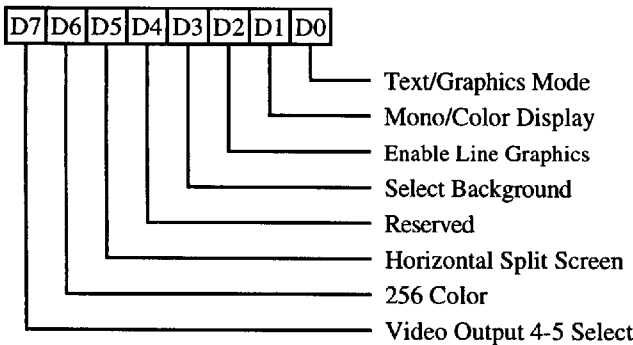 D7 D6 D5 D4 D3 D2 D1 D0
Text/Graphics Mode
Mono/Color Display
Enable Line Graphics
Select Background
Reserved
Horizontal Split Screen
256 Color
Video Output 4-5 Select